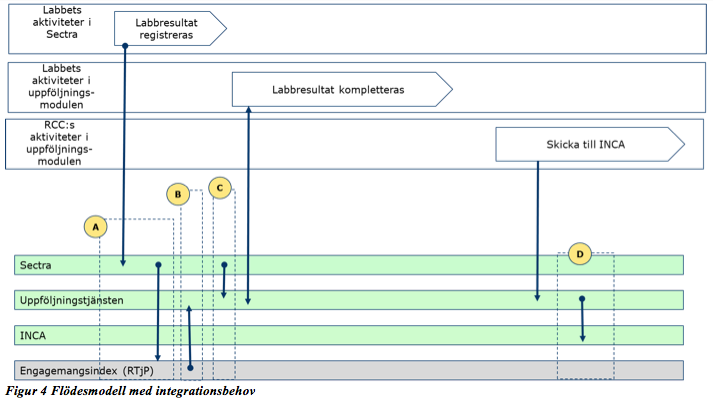 Labbets
aktiviteter i
Sectra
Labbresultat
registreras
Labbets
aktiviteter i
uppföljnings-
modulen
Labbresultat kompletteras
RCC:s
aktiviteter i
uppföljnings-
modulen
Skicka till INCA
A
B
C
D
Sectra
Uppföljningstjänsten
INCA
Engagemangsindex (RTjP)
Figur 4 Flödesmodell med integrationsbehov